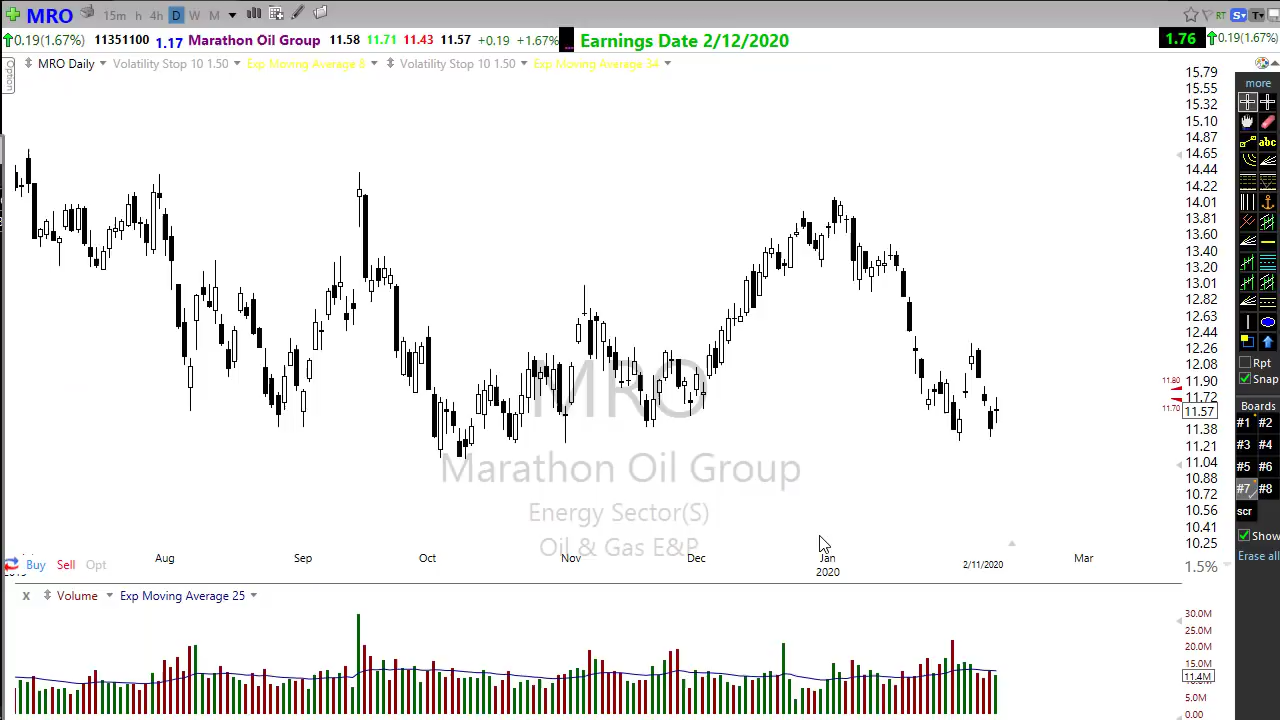 MRO 15m h 4h D W M RT S T
0.19(1.67%) 11351100 1.17 Marathon Oil Group 11.58 11.71 11.43 11.57 +0.19 +1.67% Earnings Date 2/12/2020 1.76 0.19(1.67%)
Option
MRO Daily Volatility Stop 10 1.50 Exp Moving Average 8 Volatility Stop 10 1.50 Exp Moving Average 34
15.79
15.55
15.32
15.10
14.87
14.65
14.44
14.22
14.01
13.81
13.60
13.40
13.20
13.01
12.82
12.63
12.44
12.26
12.08
11.80
11.90
11.72
11.70
11.57
11.38
11.21
11.04
10.88
10.72
10.56
10.41
10.25
1.5%
MRO
Marathon Oil Group
Energy Sector(S)
Oil & Gas E&P
Aug Sep Oct Nov Dec Jan 2/11/2020 Mar
2020
Buy Sell Opt
X Volume Exp Moving Average 25
30.0M
25.0M
20.0M
15.0M
11.4M
5.0M
0.00
more
abc
Rpt
Snap
Boards
#1 #2
#3 #4
#5 #6
#7 #8
scr
Show
Erase all